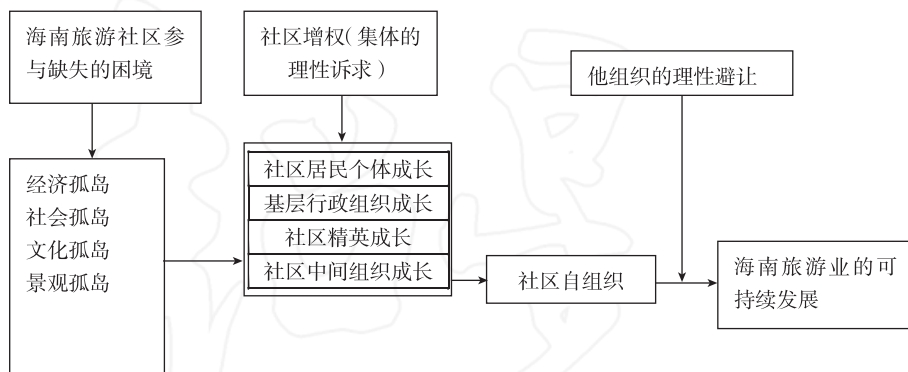 海南旅游社区参
与缺失的困境
社区增权( 集体的
理性诉求 )
他组织的理性避让
经济孤岛
社会孤岛
文化孤岛
景观孤岛
社区居民个体成长
基层行政组织成长
社区精英成长
社区中间组织成长
社区自组织
海南旅游业的可
持续发展